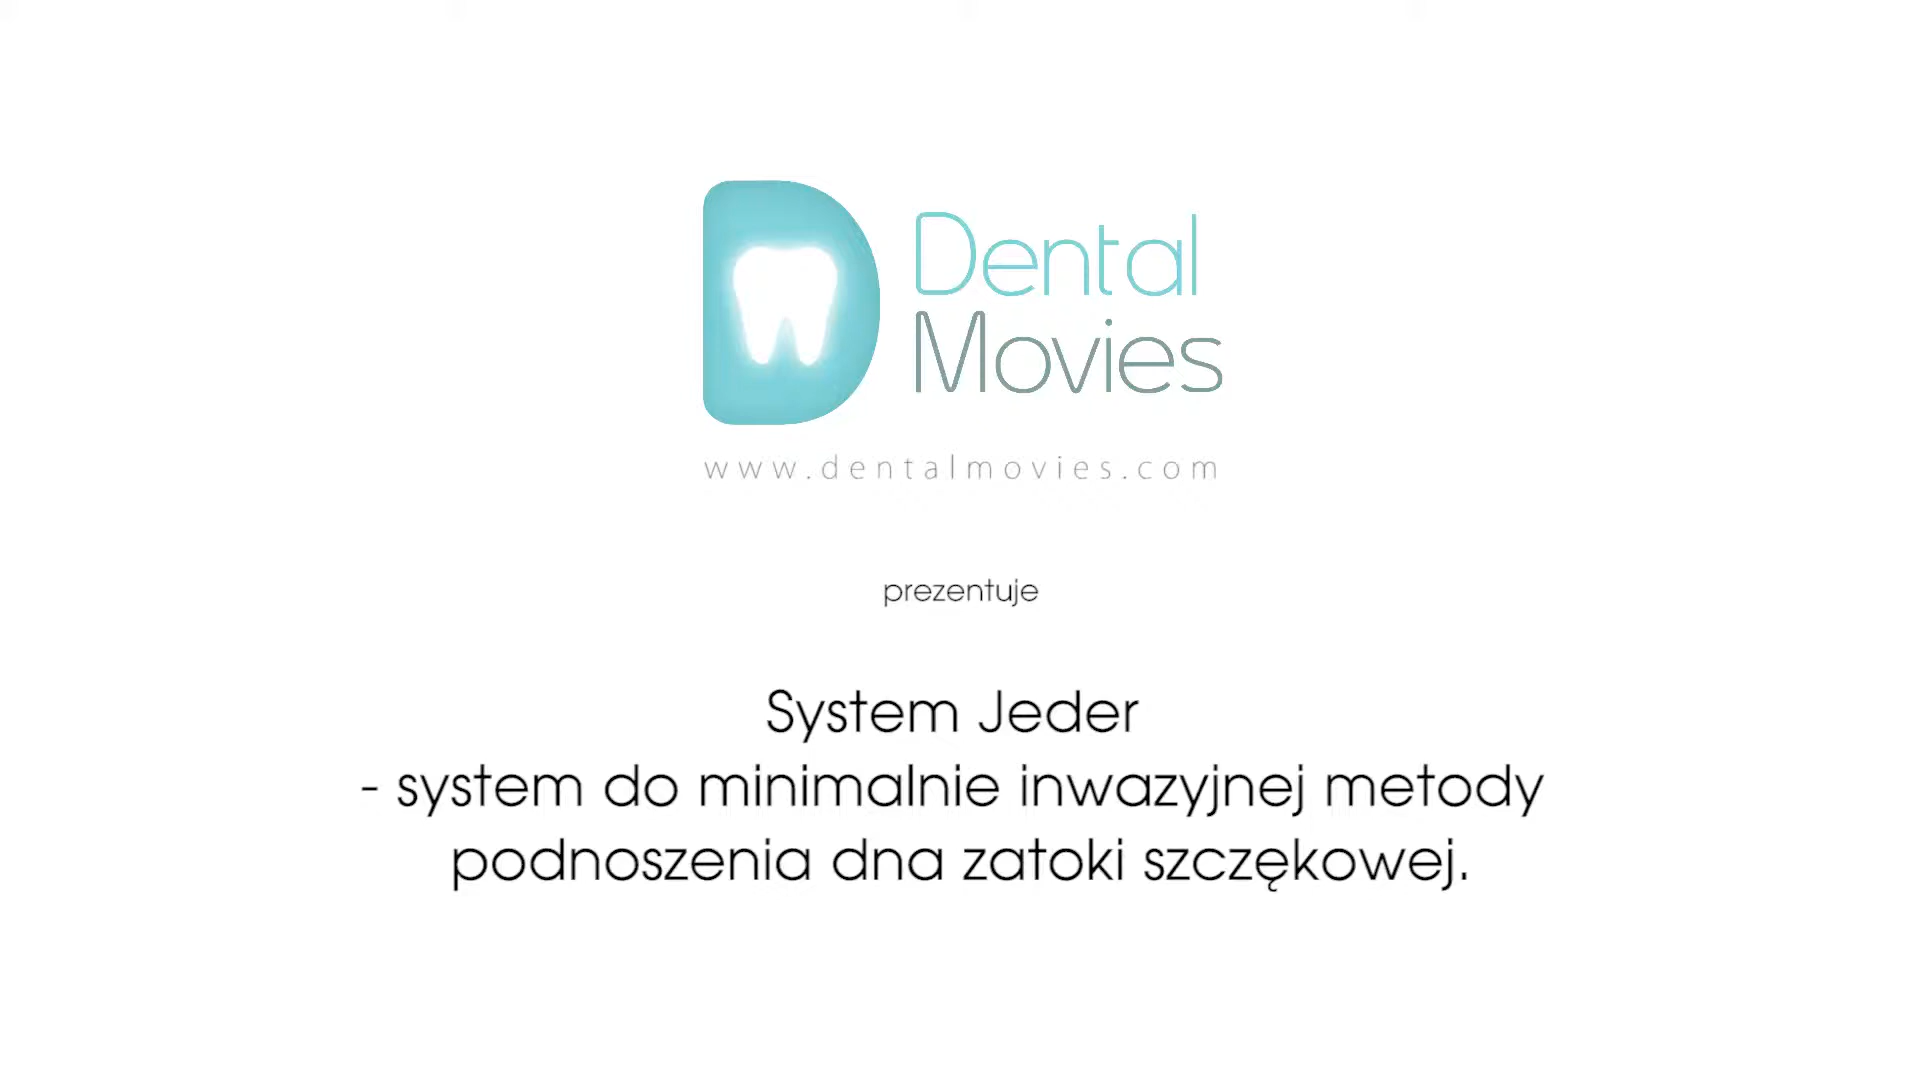 Dental
Movies
www.dentalmovies.com
prezentuje
System Jeder
- system do minimalnie inwazyjnej metody
podnoszenia dna zatoki szczękowej.